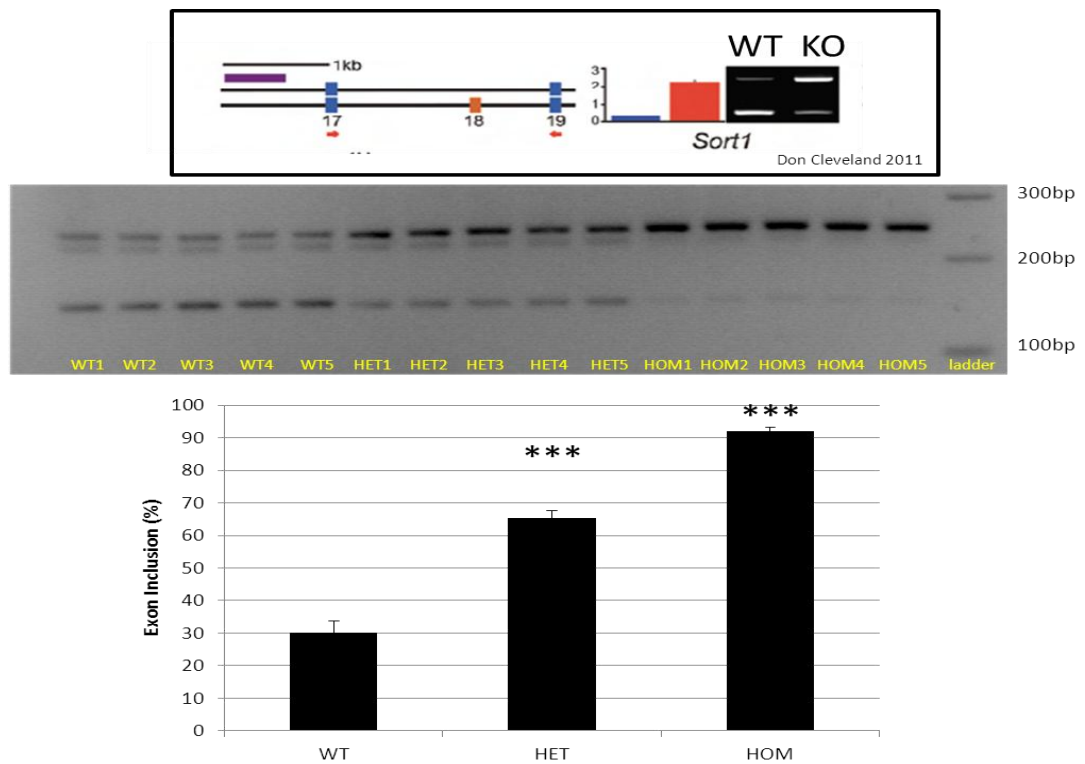 WT KO
1kb
3
2
1
0
17 18 19
Sort1
Don Cleveland 2011
300bp
200bp
100bp
WT1 WT2 WT3 WT4 WT5 HET1 HET2 HET3 HET4 HET5 HOM1 HOM2 HOM3 HOM4 HOM5 ladder
Exon Inclusion (%)
100
90
80
70
60
50
40
30
20
10
0
***
***
WT HET HOM